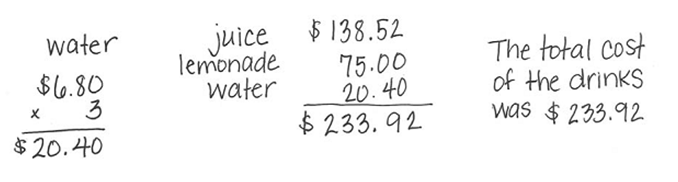 water
$6.80
x 3
$20.40
juice $138.52
lemonade 75.00
water 20.40
$233.92
The total cost
of the drinks
was $233.92